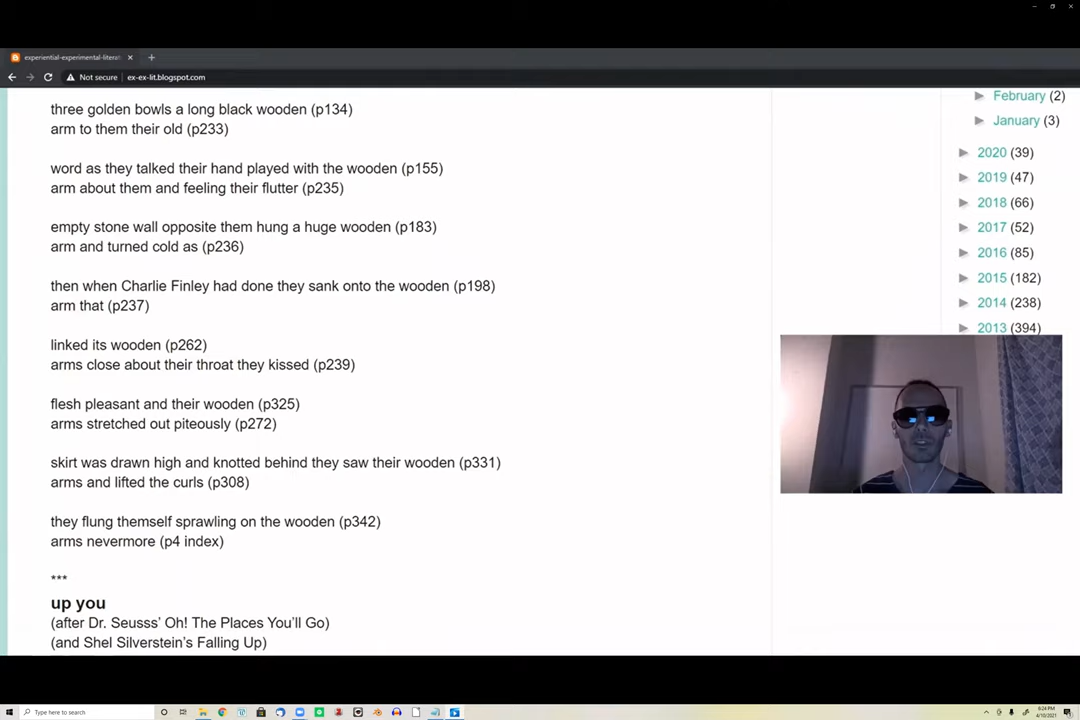 experiential-experimental-literat
Not secure
ex-ex-lit.blogspot.com
three golden bowls a long black wooden (p134)
arm to them their old (p233)
word as they talked their hand played with the wooden (p155)
arm about them and feeling their flutter (p235)
empty stone wall opposite them hung a huge wooden (p183)
arm and turned cold as (p236)
then when Charlie Finley had done they sank onto the wooden (p198)
arm that (p237)
linked its wooden (p262)
arms close about their throat they kissed (p239)
flesh pleasant and their wooden (p325)
arms stretched out piteously (p272)
skirt was drawn high and knotted behind they saw their wooden (p331)
arms and lifted the curls (p308)
they flung themself sprawling on the wooden (p342)
arms nevermore (p4 index)
***
up you
(after Dr. Seusss’ Oh! The Places You’ll Go)
(and Shel Silverstein’s Falling Up)
February (2)
January (3)
2020 (39)
2019 (47)
2018 (66)
2017 (52)
2016 (85)
2015 (182)
2014 (238)
2013 (394)
Type here to search
6:24 PM
4/10/2021